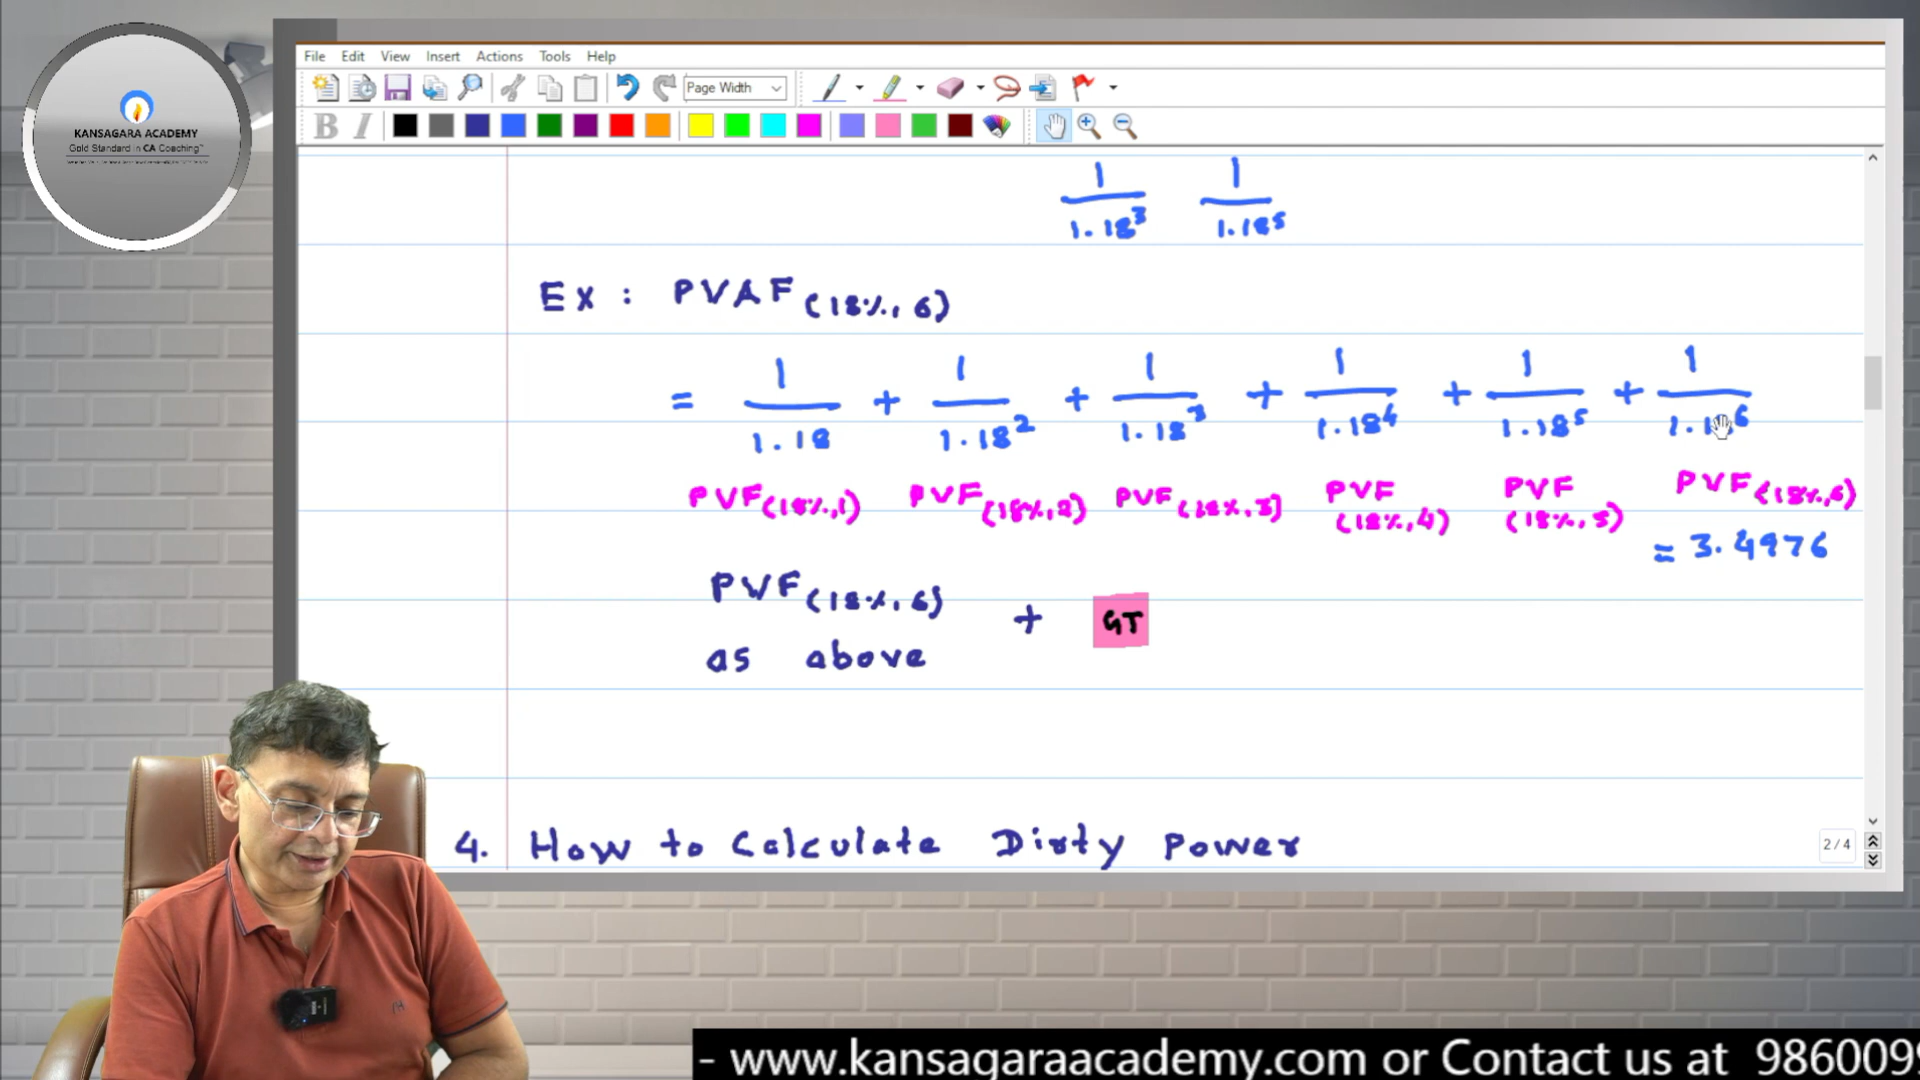 KANSAGARA ACADEMY
Gold Standard in CA Coaching™
File Edit View Insert Actions Tools Help
Page Width
B I
1 1
1.18³ 1.18⁵
Ex : PVAF(18%, 6)
= 1/1.18 + 1/1.18² + 1/1.18³ + 1/1.18⁴ + 1/1.18⁵ + 1/1.186
PVF(18%,1) PVF(18%,2) PVF(18%,3) PVF(18%,4) PVF(18%,5) PVF(18%,6)
= 3.4976
PVF(18%, 6) + GT
as above
4. How to Calculate Dirty Power
2 / 4
- www.kansagaraacademy.com or Contact us at 986009